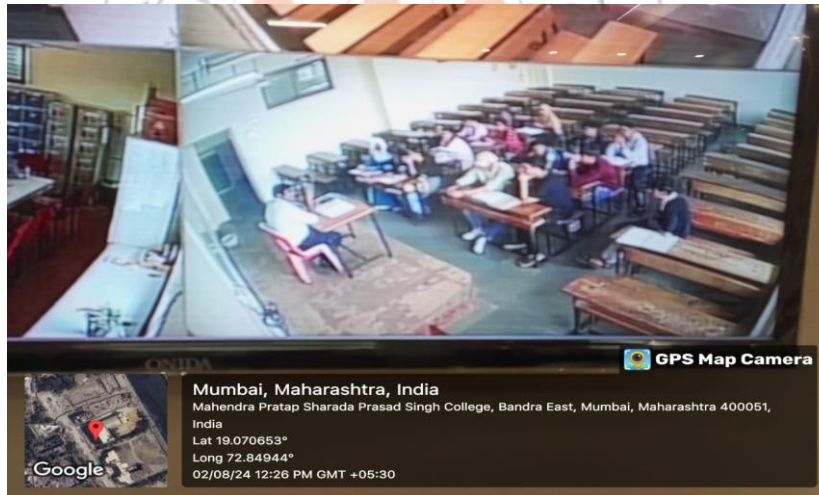 ONIDA
GPS Map Camera
Mumbai, Maharashtra, India
Mahendra Pratap Sharada Prasad Singh College, Bandra East, Mumbai, Maharashtra 400051,
India
Lat 19.070653°
Long 72.84944°
02/08/24 12:26 PM GMT +05:30
Google